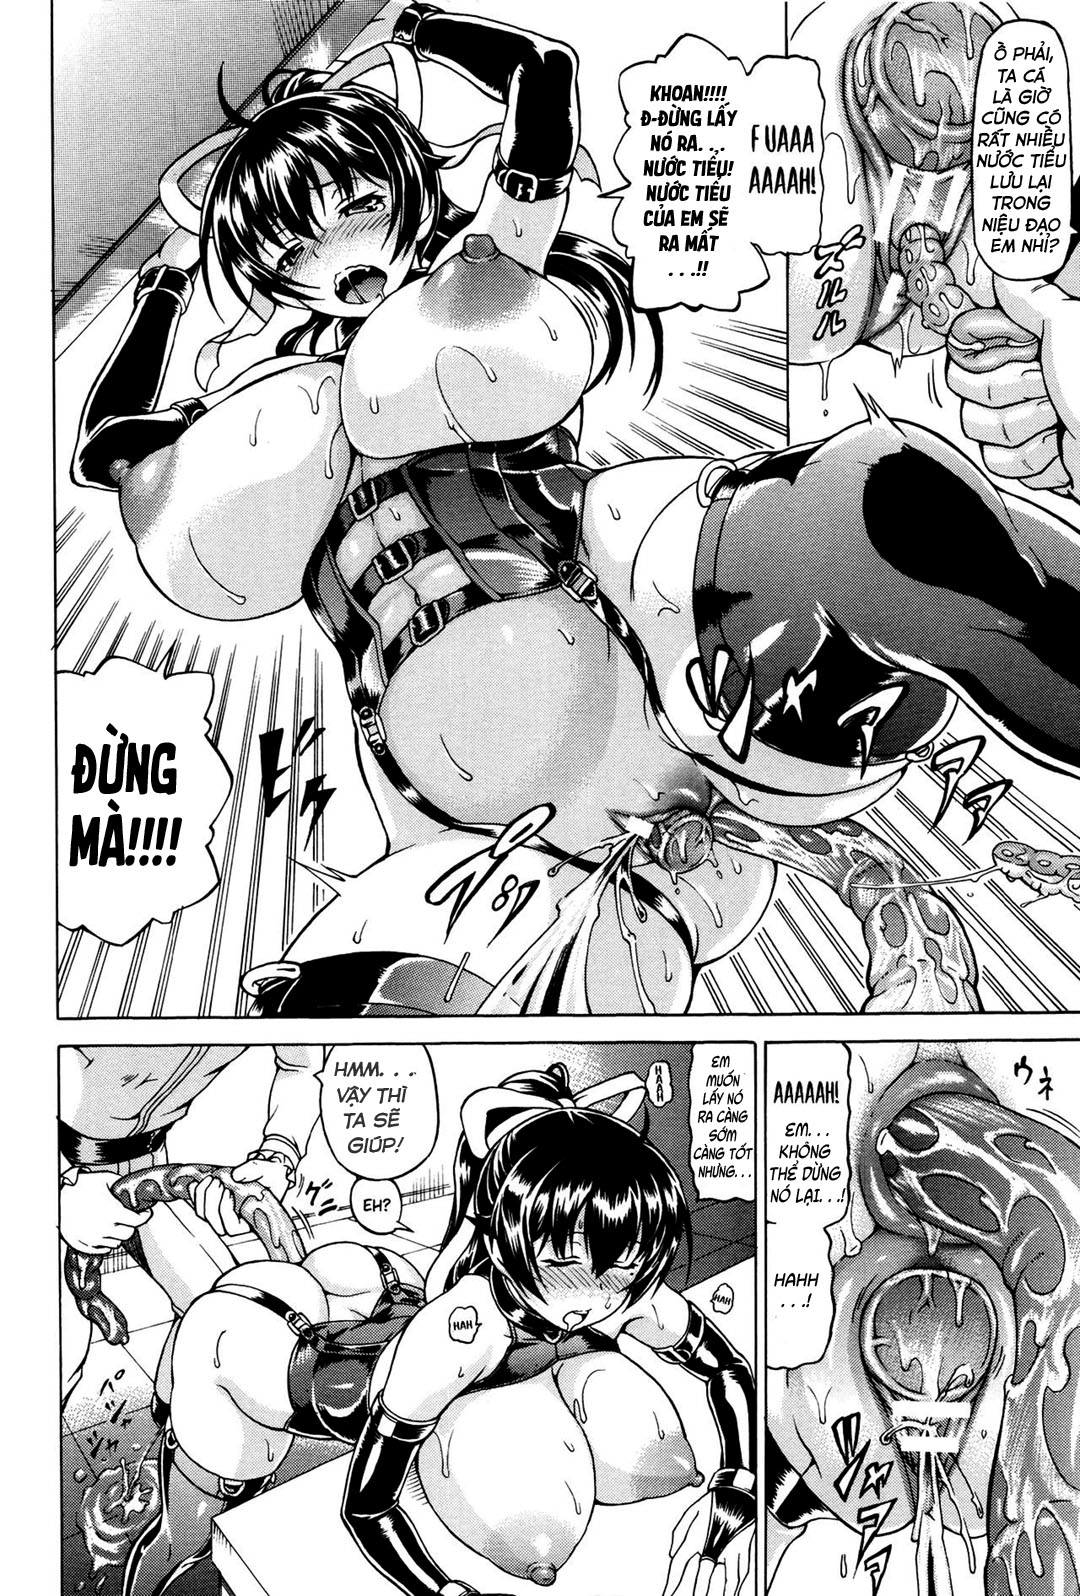 Ồ PHẢI,
TA CÁ
LÀ GIỜ
CŨNG CÓ
RẤT NHIỀU
NƯỚC TIỂU
LƯU LẠI
TRONG
NIỆU ĐẠO
EM NHỈ?
FUAAA
AAAAH!
KHOAN!!!!
Đ-ĐỪNG LẤY
NÓ RA. . .
NƯỚC TIỂU!
NƯỚC TIỂU
CỦA EM SẼ
RA MẤT
. . .!!
ĐỪNG
MÀ!!!!
AAAAAH!
EM. . .
KHÔNG
THỂ DỪNG
NÓ LẠI. . .!
HAHH
. . .!
EM
MUỐN
LẤY NÓ
RA CÀNG
SỚM
CÀNG TỐT
NHƯNG. . .
HAAH
HMM. . .
VẬY THÌ
TA SẼ
GIÚP!
EH?
HAH
HAH